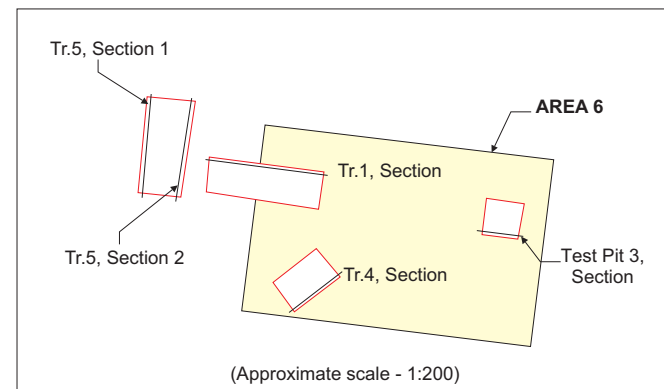 Tr.5, Section 1
AREA 6
Tr.1, Section
Tr.5, Section 2
Test Pit 3,
Section
Tr.4, Section
(Approximate scale - 1:200)